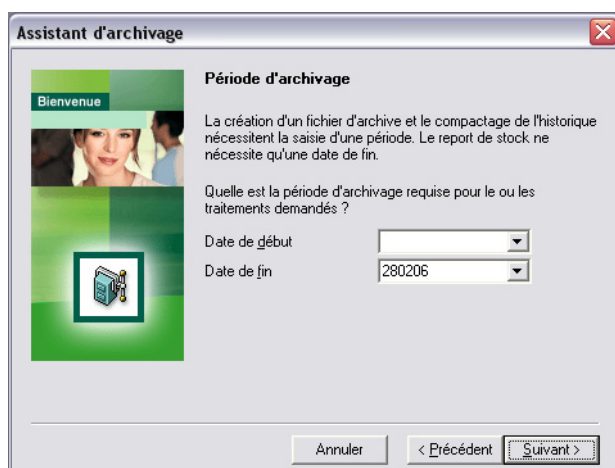 Assistant d'archivage
Bienvenue
Période d'archivage
La création d'un fichier d'archive et le compactage de l'historique
nécessitent la saisie d'une période. Le report de stock ne
nécessite qu'une date de fin.
Quelle est la période d'archivage requise pour le ou les
traitements demandés ?
Date de début
Date de fin 280206
Annuler < Précédent Suivant >